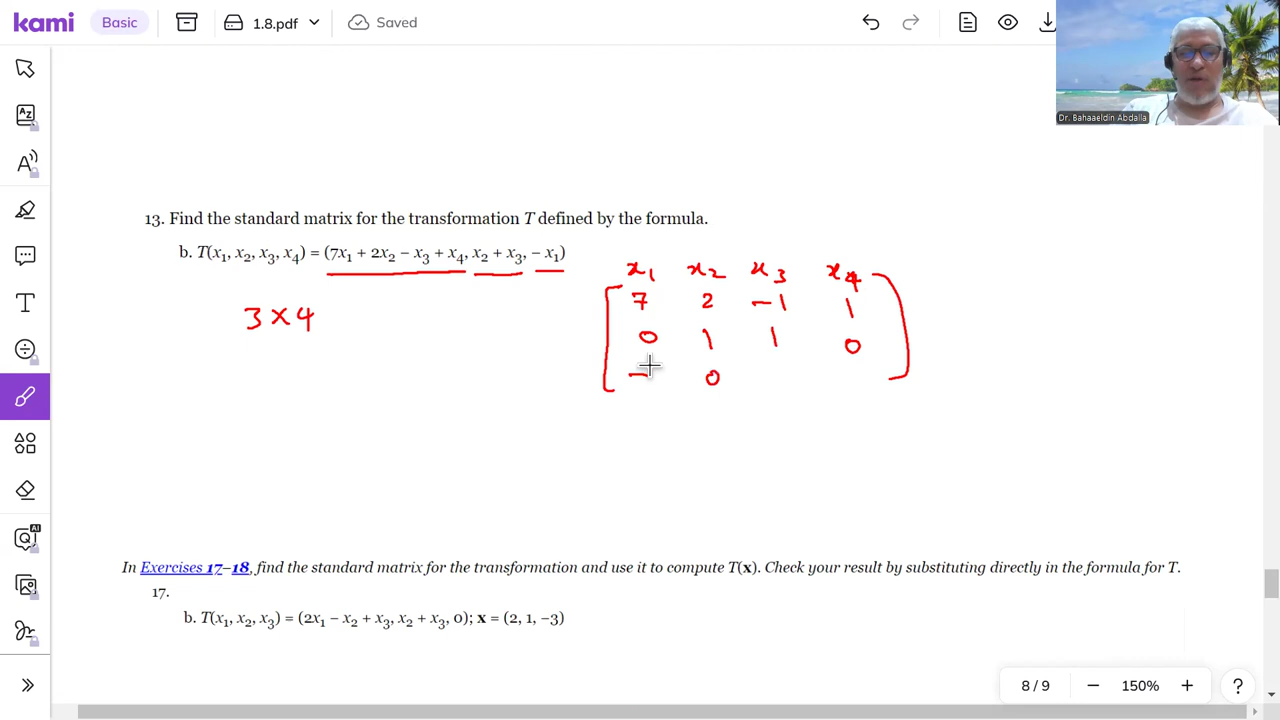 kami Basic 1.8.pdf Saved
Dr. Bahaaeldin Abdalla
13. Find the standard matrix for the transformation T defined by the formula.
b. T(x₁, x₂, x₃, x₄) = (7x₁ + 2x₂ − x₃ + x₄, x₂ + x₃, − x₁)
x₁ x₂ x₃ x₄
7 2 −1 1
3 × 4
0 1 1 0
− 0
In Exercises 17–18, find the standard matrix for the transformation and use it to compute T(x). Check your result by substituting directly in the formula for T.
17.
b. T(x₁, x₂, x₃) = (2x₁ − x₂ + x₃, x₂ + x₃, 0); x = (2, 1, −3)
8 / 9 − 150% + ?